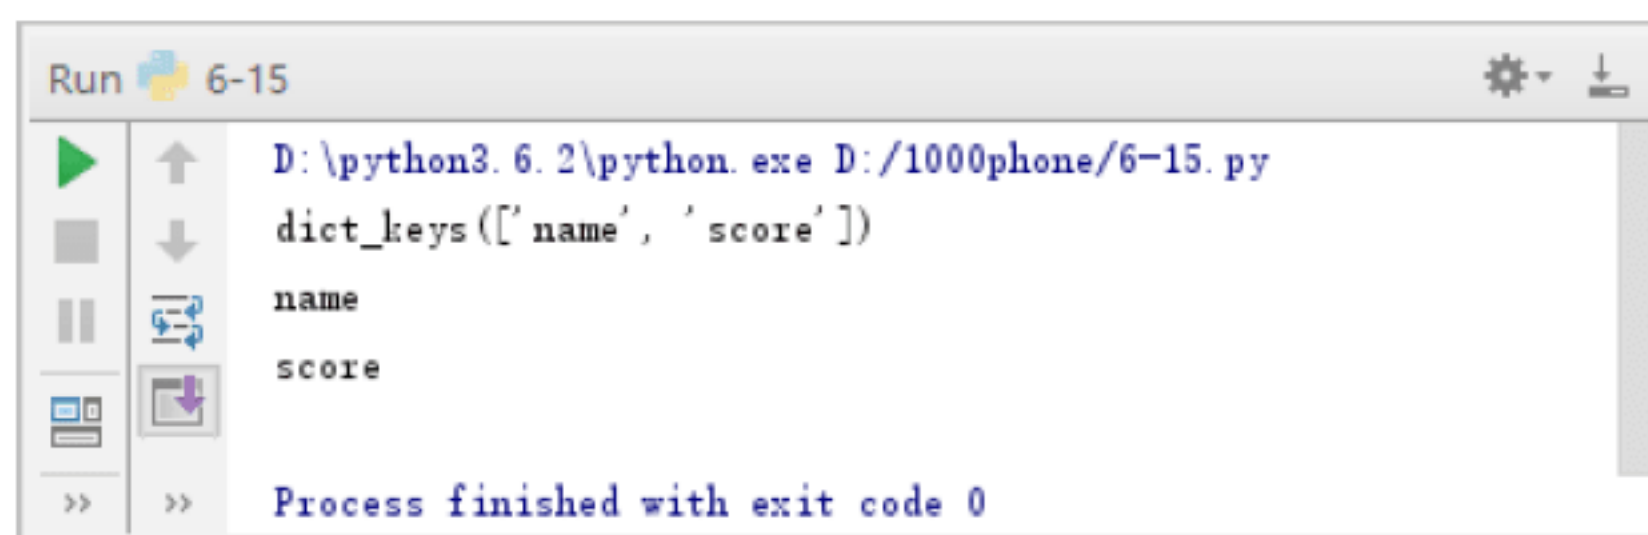 Run 6-15
D:\python3.6.2\python.exe D:/1000phone/6-15.py
dict_keys(['name', 'score'])
name
score
Process finished with exit code 0